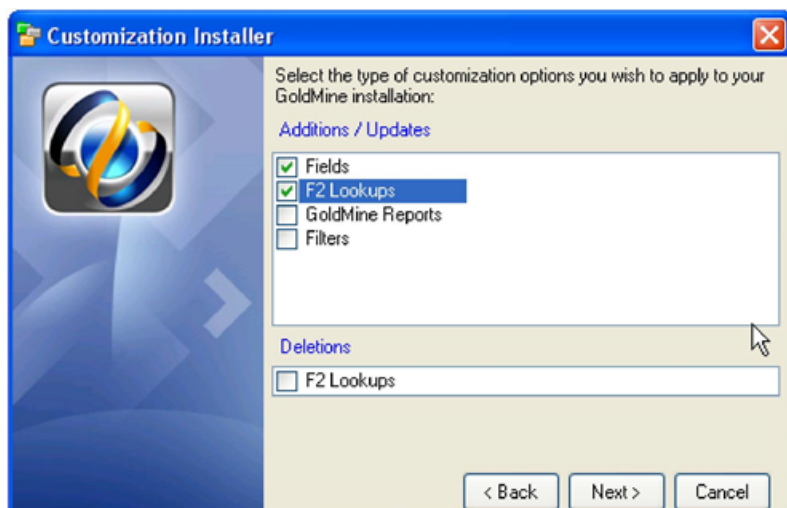 Customization Installer
Select the type of customization options you wish to apply to your
GoldMine installation:
Additions / Updates
Fields
F2 Lookups
GoldMine Reports
Filters
Deletions
F2 Lookups
< Back Next > Cancel